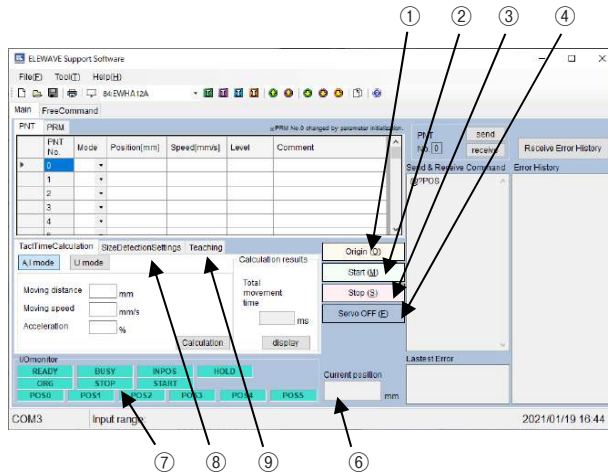 ① ② ③ ④
ELEWAVE Support Software
File(F) Tool(T) Help(H)
84:EWHA12A
Main FreeCommand
PNT PRM
※PRM No.0 changed by parameter initialization.
PNT No. Mode Position[mm] Speed[mm/s] Level Comment
0
1
2
3
4
PNT No. 0 send receive
Receive Error History
Send & Receive Command Error History
@?POS
TactTimeCalculation SizeDetectionSettings Teaching
A,I mode U mode
Moving distance mm
Moving speed mm/s
Acceleration %
Calculation
Calculation results
Total movement time
ms
display
Origin (O)
Start (M)
Stop (S)
Servo OFF (F)
Current position
mm
Lastest Error
I/Omonitor
READY BUSY INPOS HOLD
ORG STOP START
POS0 POS1 POS2 POS3 POS4 POS5
COM3 Input range: 2021/01/19 16:44
⑦ ⑧ ⑨ ⑥